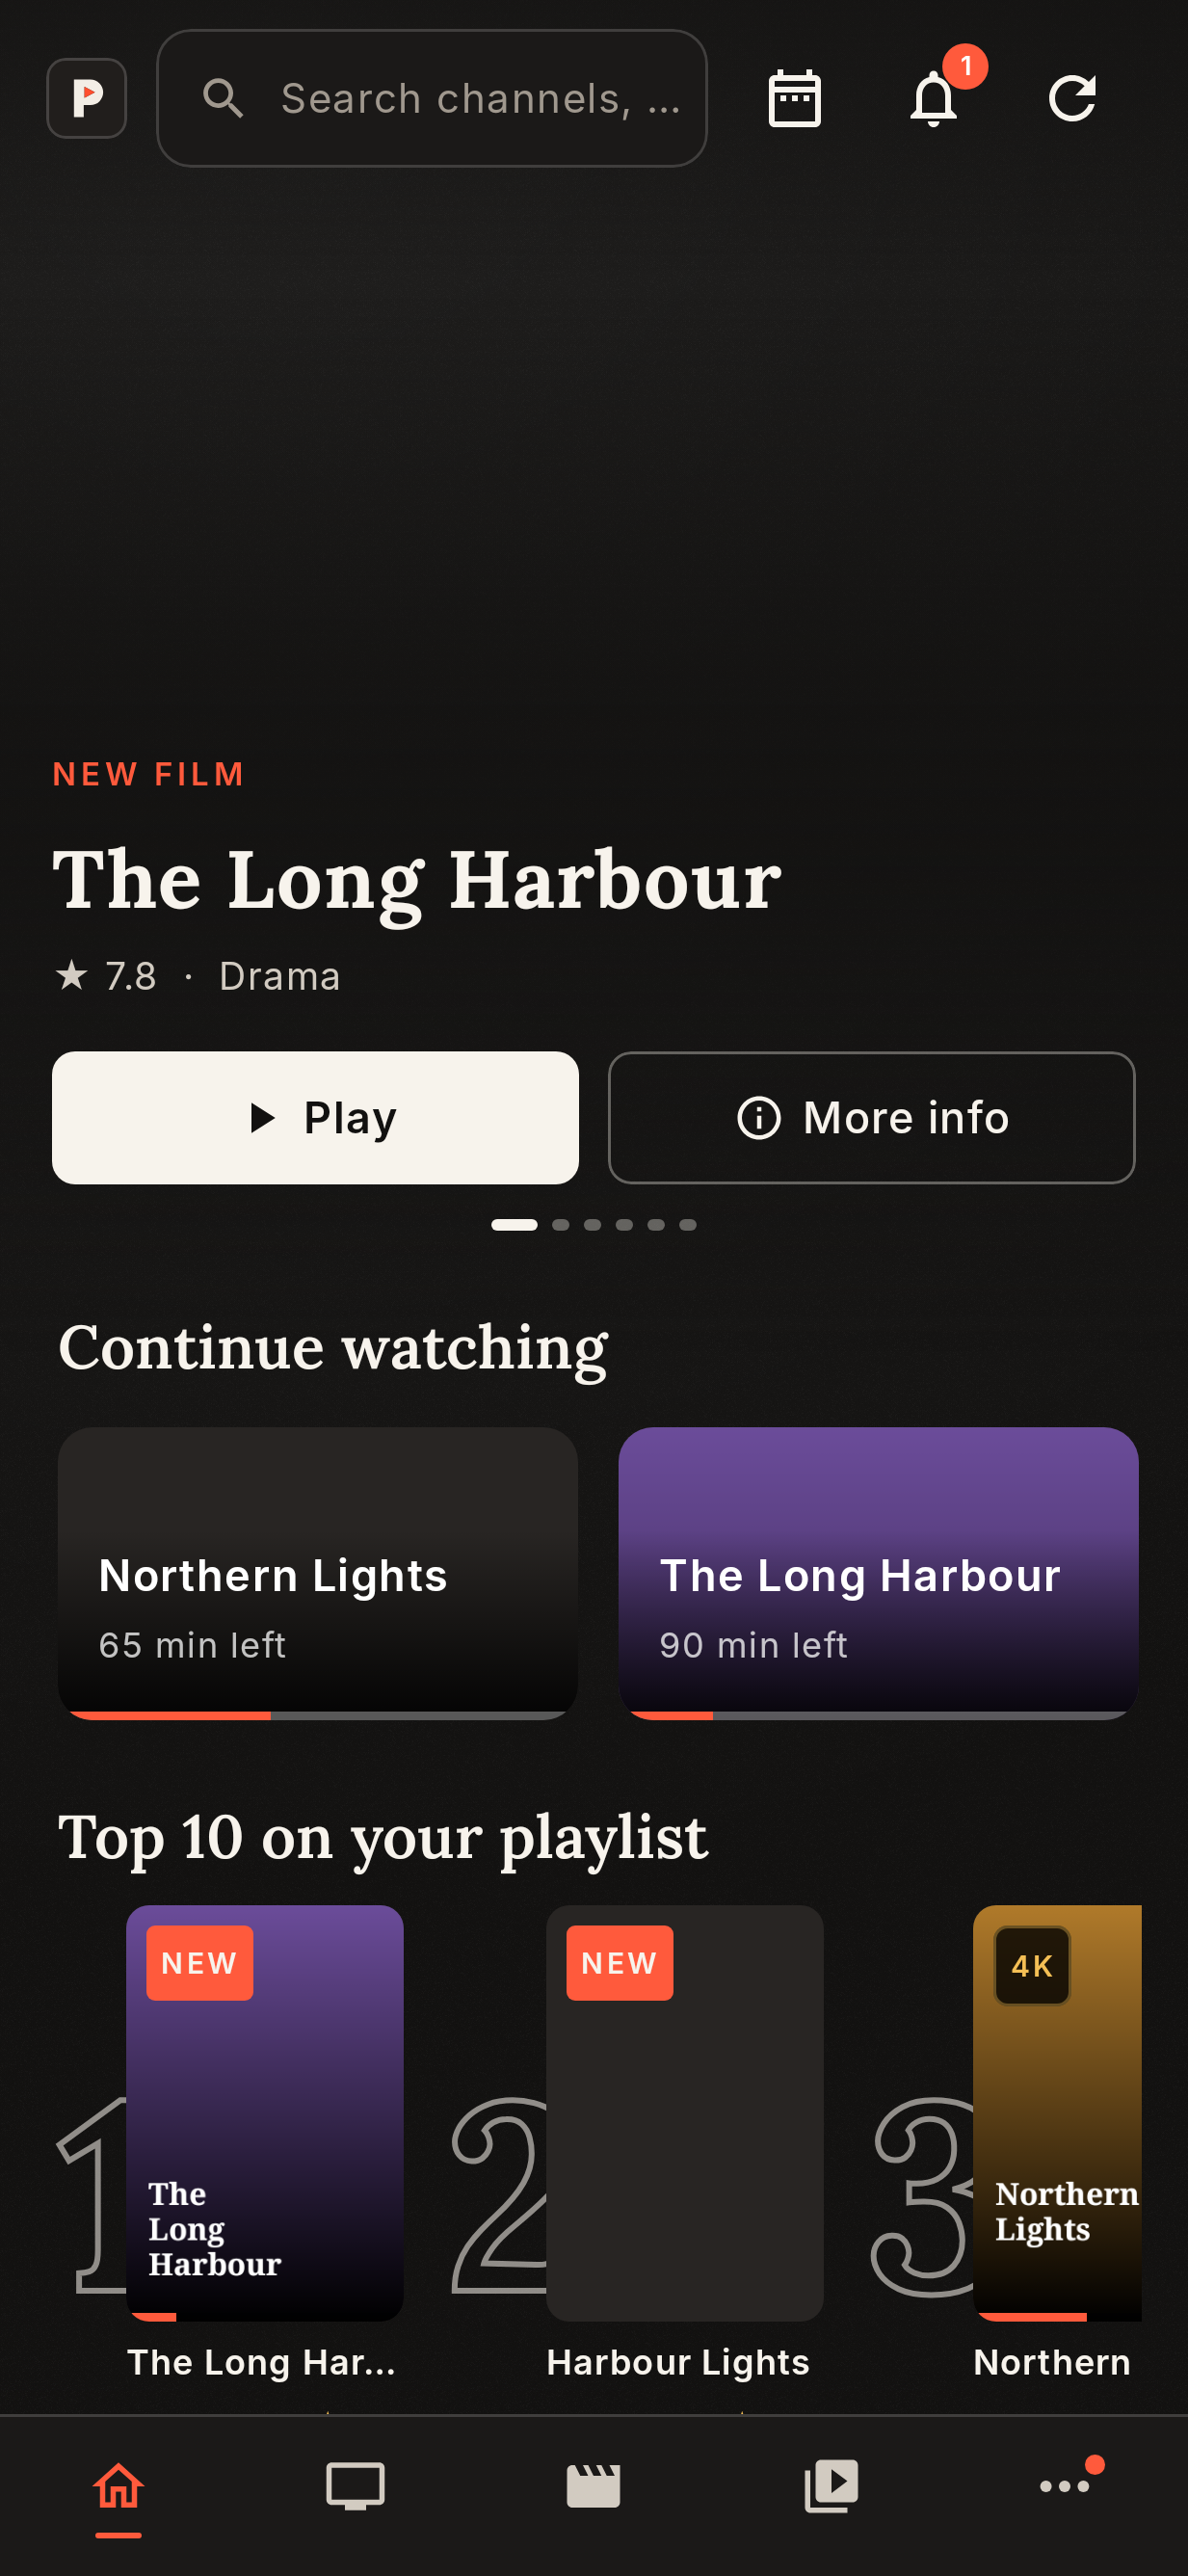 P
Search channels, ...
1
NEW FILM
The Long Harbour
★ 7.8 · Drama
Play
More info
Continue watching
Northern Lights
65 min left
The Long Harbour
90 min left
Top 10 on your playlist
1
NEW
The
Long
Harbour
The Long Har...
2
NEW
Harbour Lights
3
4K
Northern
Lights
Northern